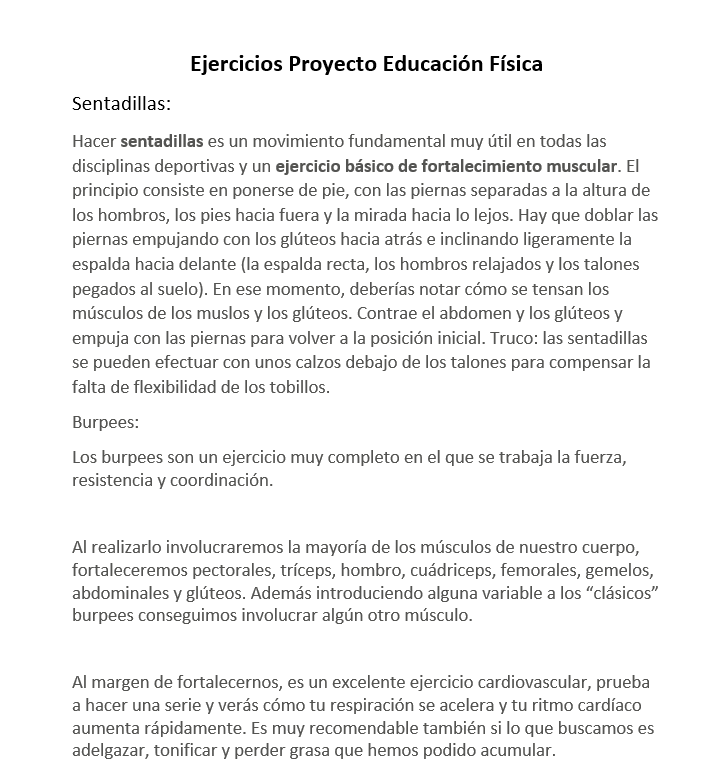 Ejercicios Proyecto Educación Física
Sentadillas:
Hacer sentadillas es un movimiento fundamental muy útil en todas las
disciplinas deportivas y un ejercicio básico de fortalecimiento muscular. El
principio consiste en ponerse de pie, con las piernas separadas a la altura de
los hombros, los pies hacia fuera y la mirada hacia lo lejos. Hay que doblar las
piernas empujando con los glúteos hacia atrás e inclinando ligeramente la
espalda hacia delante (la espalda recta, los hombros relajados y los talones
pegados al suelo). En ese momento, deberías notar cómo se tensan los
músculos de los muslos y los glúteos. Contrae el abdomen y los glúteos y
empuja con las piernas para volver a la posición inicial. Truco: las sentadillas
se pueden efectuar con unos calzos debajo de los talones para compensar la
falta de flexibilidad de los tobillos.
Burpees:
Los burpees son un ejercicio muy completo en el que se trabaja la fuerza,
resistencia y coordinación.
Al realizarlo involucraremos la mayoría de los músculos de nuestro cuerpo,
fortaleceremos pectorales, tríceps, hombro, cuádriceps, femorales, gemelos,
abdominales y glúteos. Además introduciendo alguna variable a los “clásicos”
burpees conseguimos involucrar algún otro músculo.
Al margen de fortalecernos, es un excelente ejercicio cardiovascular, prueba
a hacer una serie y verás cómo tu respiración se acelera y tu ritmo cardíaco
aumenta rápidamente. Es muy recomendable también si lo que buscamos es
adelgazar, tonificar y perder grasa que hemos podido acumular.